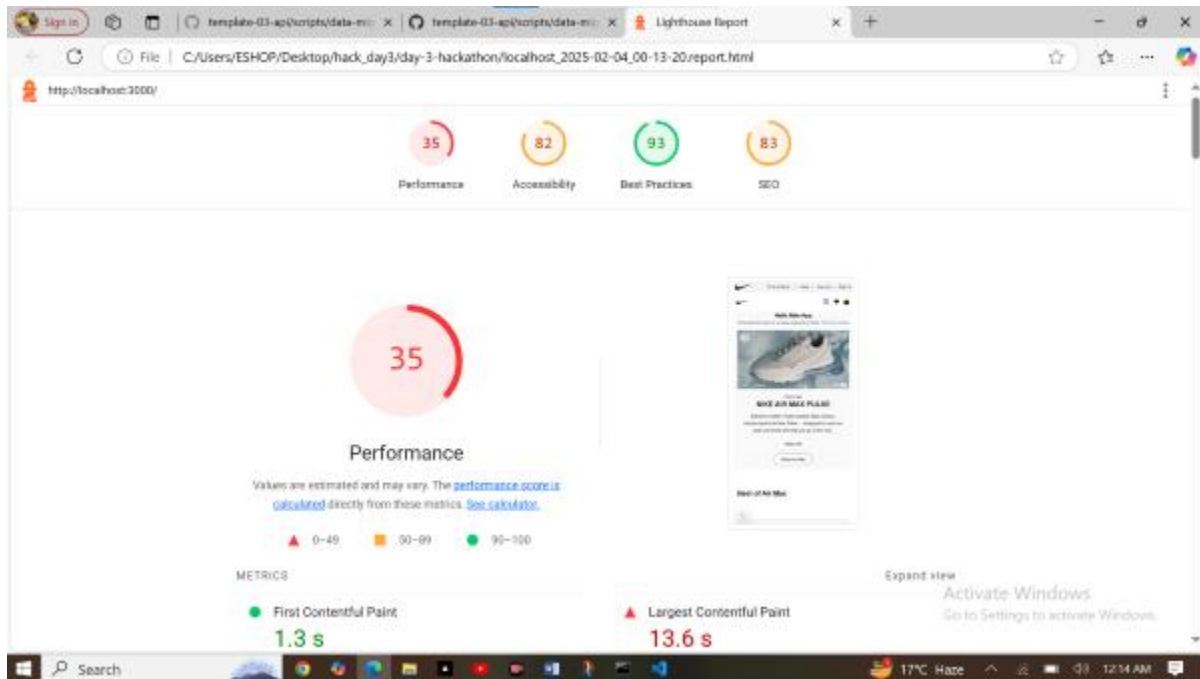 Sign in
template-03-api/scripts/data-mi
template-03-api/scripts/data-mi
Lighthouse Report
File
C:/Users/ESHOP/Desktop/hack_day3/day-3-hackathon/localhost_2025-02-04_00-13-20.report.html
http://localhost:3000/
35
82
93
83
Performance
Accessibility
Best Practices
SEO
35
Performance
Values are estimated and may vary. The performance score is
calculated directly from these metrics. See calculator.
0–49
50–89
90–100
Hello Nike App
NIKE AIR MAX PULSE
Best of Air Max
METRICS
Expand view
First Contentful Paint
1.3 s
Largest Contentful Paint
13.6 s
Activate Windows
Go to Settings to activate Windows.
Search
17°C Haze
12:14 AM